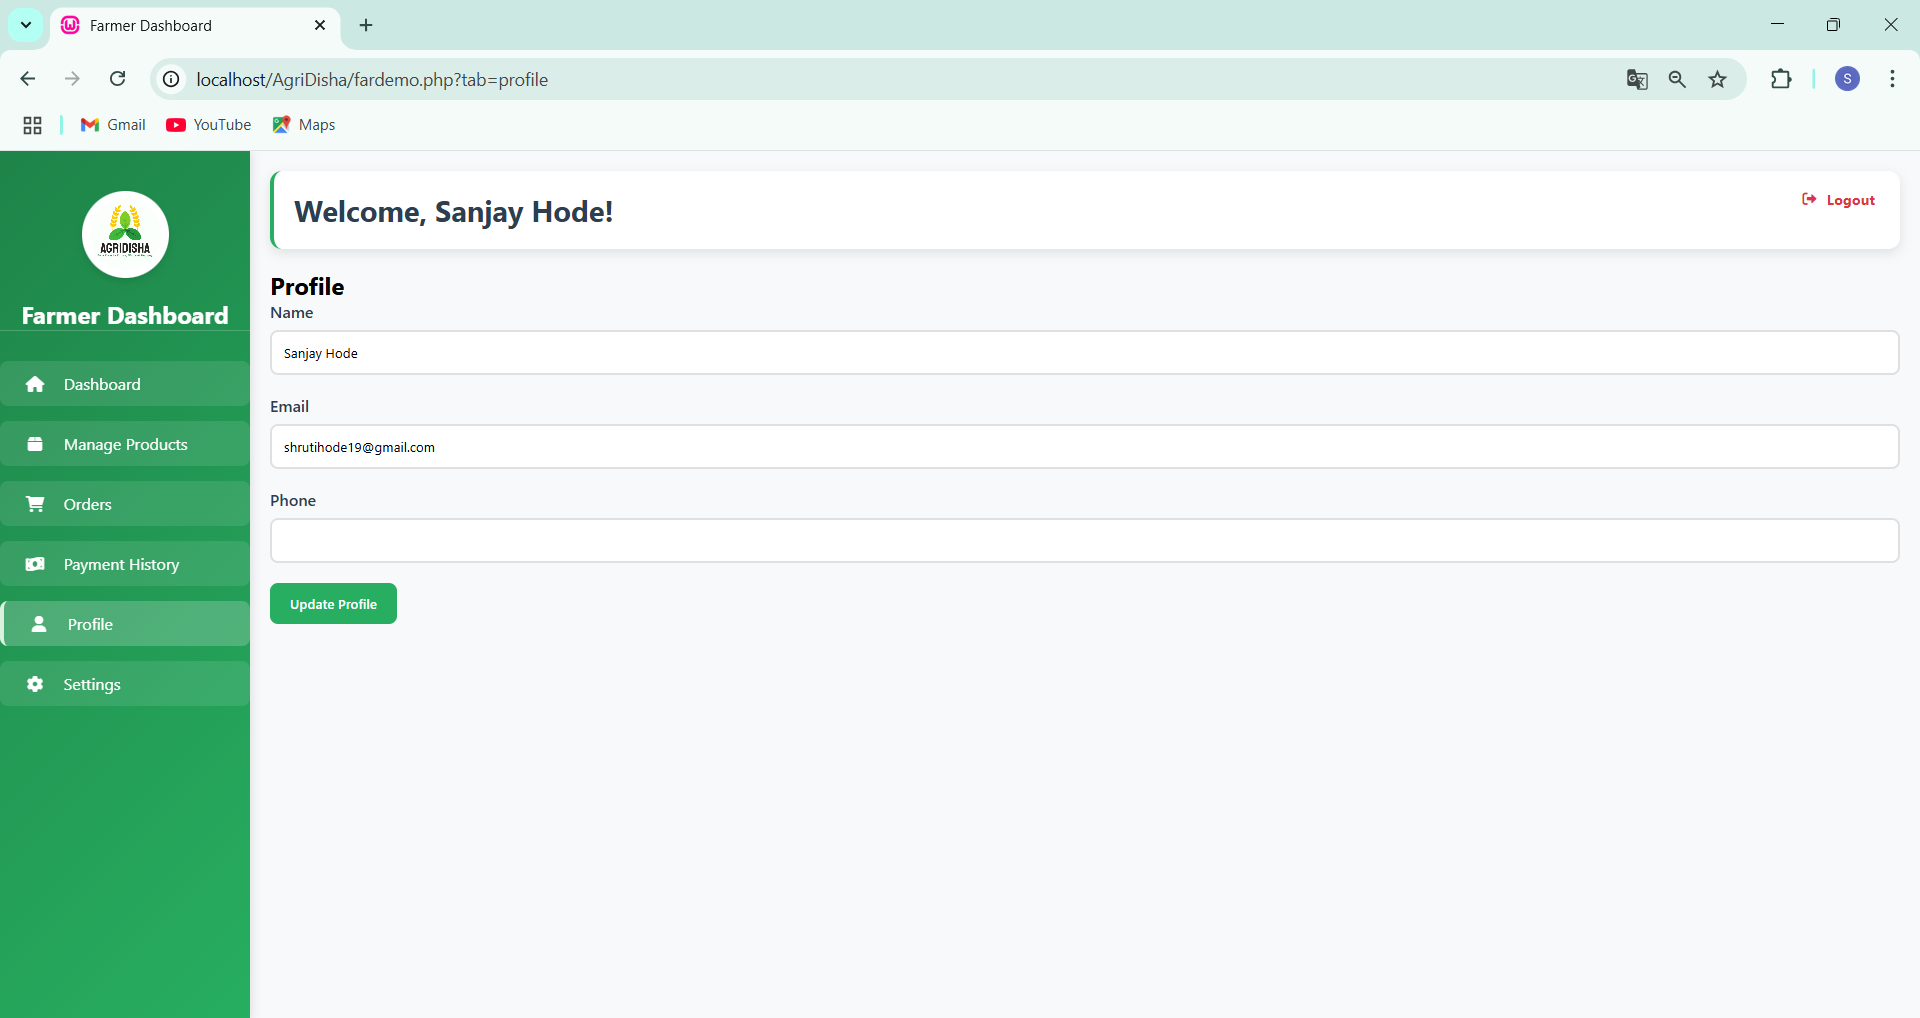 Farmer Dashboard
localhost/AgriDisha/fardemo.php?tab=profile
S
Gmail
YouTube
Maps
AGRIDISHA
Farmer Dashboard
Dashboard
Manage Products
Orders
Payment History
Profile
Settings
Welcome, Sanjay Hode!
Logout
Profile
Name
Sanjay Hode
Email
shrutihode19@gmail.com
Phone
Update Profile